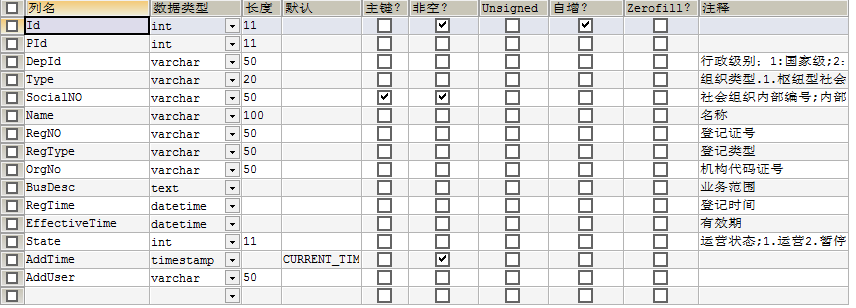 列名 数据类型 长度 默认 主键? 非空? Unsigned 自增? Zerofill? 注释
Id int 11
PId int 11
DepId varchar 50 行政级别; 1:国家级;2:
Type varchar 20 组织类型.1.枢纽型社会
SocialNO varchar 50 社会组织内部编号;内部
Name varchar 100 名称
RegNO varchar 50 登记证号
RegType varchar 50 登记类型
OrgNo varchar 50 机构代码证号
BusDesc text 业务范围
RegTime datetime 登记时间
EffectiveTime datetime 有效期
State int 11 运营状态;1.运营2.暂停
AddTime timestamp CURRENT_TIM
AddUser varchar 50